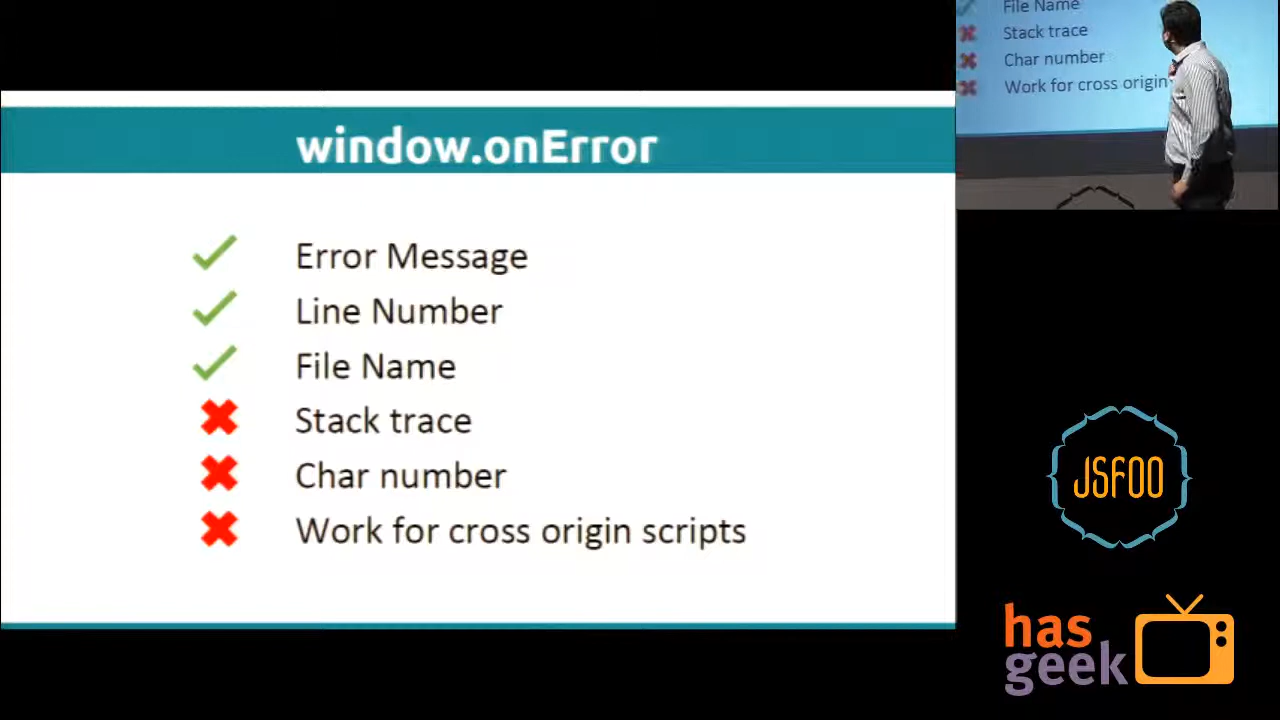 window.onError
Error Message
Line Number
File Name
Stack trace
Char number
Work for cross origin scripts
File Name
Stack trace
Char number
Work for cross origin
JSFOO
has
geek